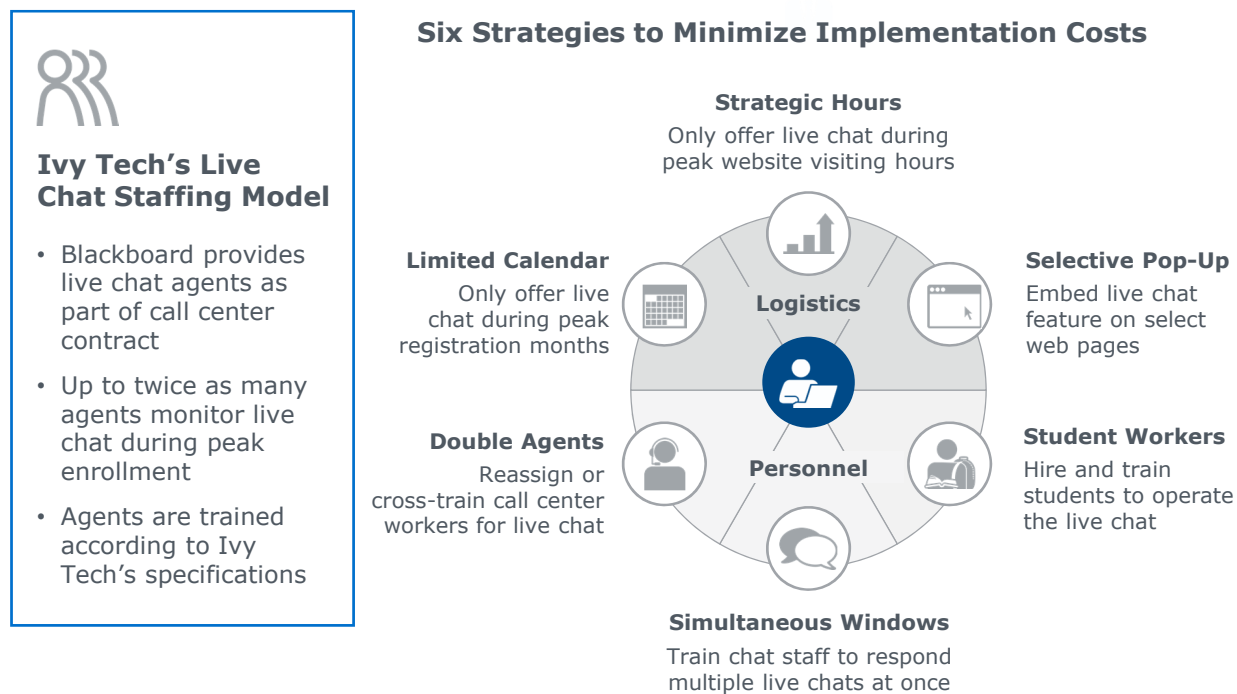 Six Strategies to Minimize Implementation Costs
Ivy Tech’s Live
Chat Staffing Model
• Blackboard provides
live chat agents as
part of call center
contract
• Up to twice as many
agents monitor live
chat during peak
enrollment
• Agents are trained
according to Ivy
Tech’s specifications
Strategic Hours
Only offer live chat during
peak website visiting hours
Limited Calendar
Only offer live
chat during peak
registration months
Logistics
Selective Pop-Up
Embed live chat
feature on select
web pages
Double Agents
Reassign or
cross-train call center
workers for live chat
Personnel
Student Workers
Hire and train
students to operate
the live chat
Simultaneous Windows
Train chat staff to respond
multiple live chats at once